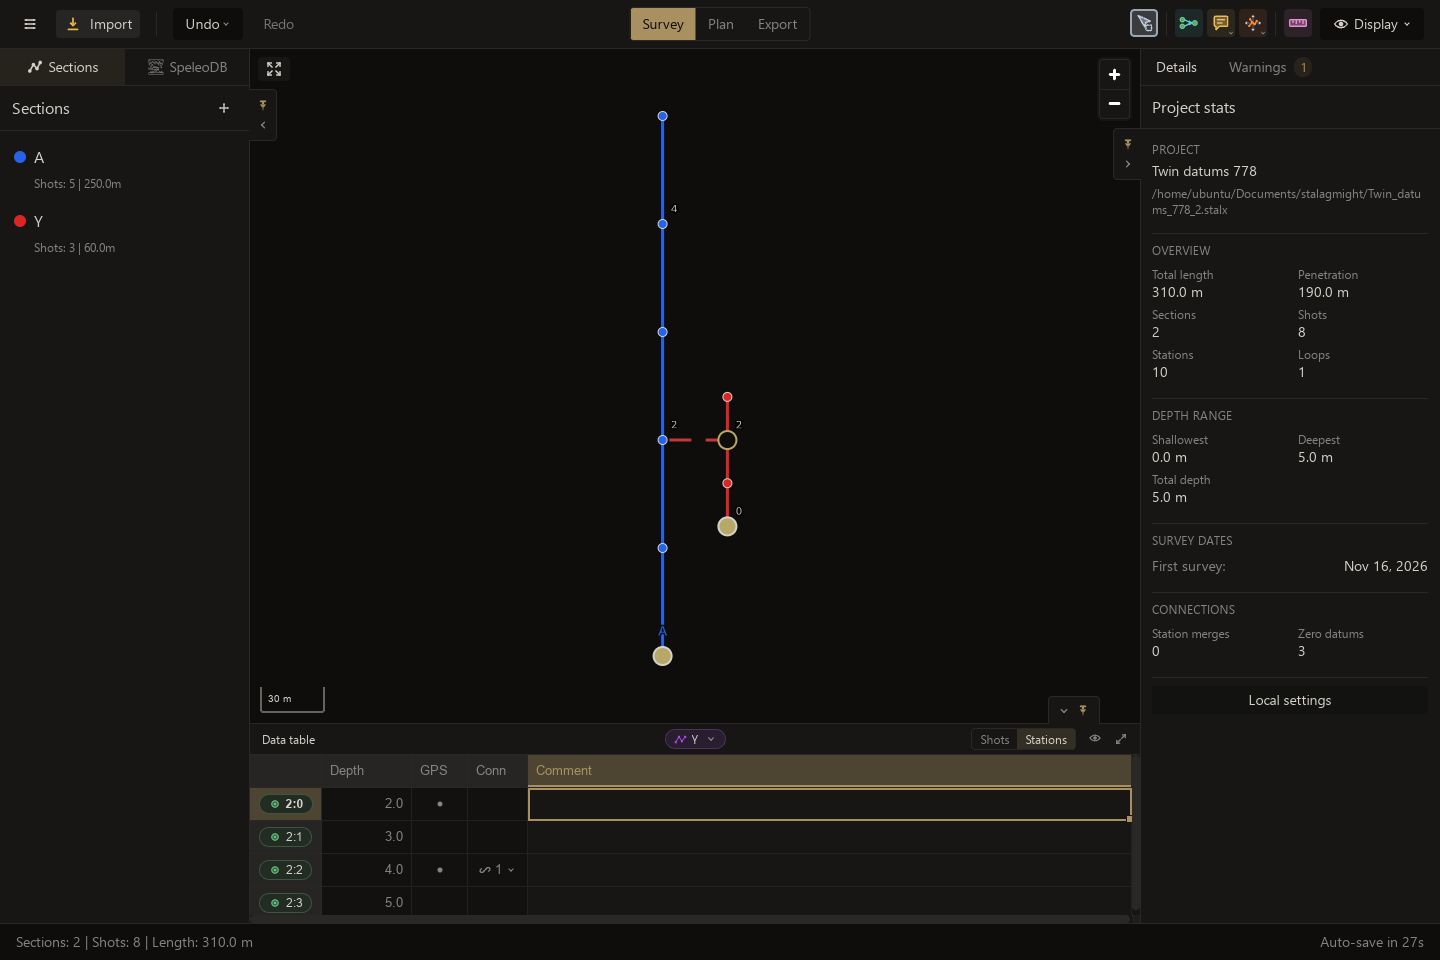 Import
Undo
Redo
Survey
Plan
Export
Display
Sections
SpeleoDB
Details
Warnings
1
Sections
+
Project stats
A
Shots: 5 | 250.0m
Y
Shots: 3 | 60.0m
PROJECT
Twin datums 778
/home/ubuntu/Documents/stalagmight/Twin_datu
ms_778_2.stalx
OVERVIEW
Total length
Penetration
310.0 m
190.0 m
Sections
Shots
2
8
Stations
Loops
10
1
DEPTH RANGE
Shallowest
Deepest
0.0 m
5.0 m
Total depth
5.0 m
SURVEY DATES
First survey:
Nov 16, 2026
CONNECTIONS
Station merges
Zero datums
0
3
Local settings
4
2
2
0
A
30 m
Data table
Y
Shots
Stations
Depth
GPS
Conn
Comment
2:0
2.0
2:1
3.0
2:2
4.0
1
2:3
5.0
Sections: 2 | Shots: 8 | Length: 310.0 m
Auto-save in 27s